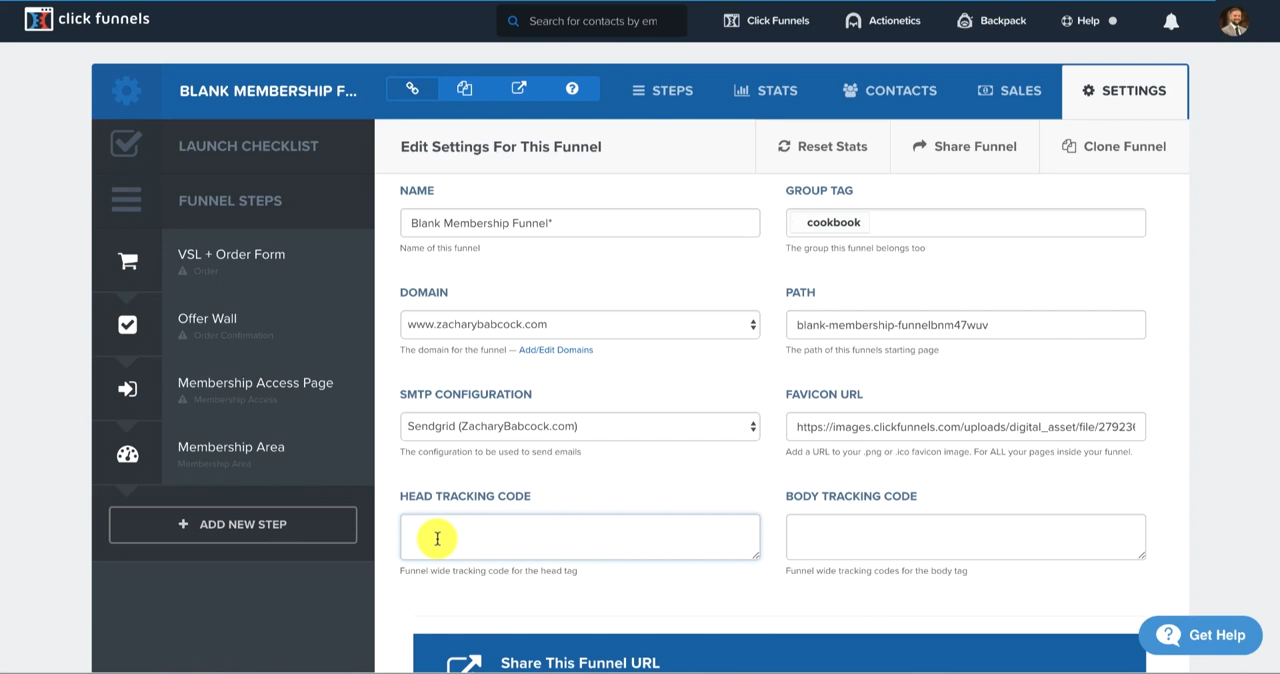 click funnels
Search for contacts by em
Click Funnels
Actionetics
Backpack
Help
BLANK MEMBERSHIP F...
STEPS
STATS
CONTACTS
SALES
SETTINGS
LAUNCH CHECKLIST
Edit Settings For This Funnel
Reset Stats
Share Funnel
Clone Funnel
FUNNEL STEPS
VSL + Order Form
Order
Offer Wall
Order Confirmation
Membership Access Page
Membership Access
Membership Area
Membership Area
+ ADD NEW STEP
NAME
Blank Membership Funnel*
Name of this funnel
GROUP TAG
cookbook
The group this funnel belongs too
DOMAIN
www.zacharybabcock.com
The domain for the funnel — Add/Edit Domains
PATH
blank-membership-funnelbnm47wuv
The path of this funnels starting page
SMTP CONFIGURATION
Sendgrid (ZacharyBabcock.com)
The configuration to be used to send emails
FAVICON URL
https://images.clickfunnels.com/uploads/digital_asset/file/27923
Add a URL to your .png or .ico favicon image. For ALL your pages inside your funnel.
HEAD TRACKING CODE
Funnel wide tracking code for the head tag
BODY TRACKING CODE
Funnel wide tracking codes for the body tag
Share This Funnel URL
Get Help